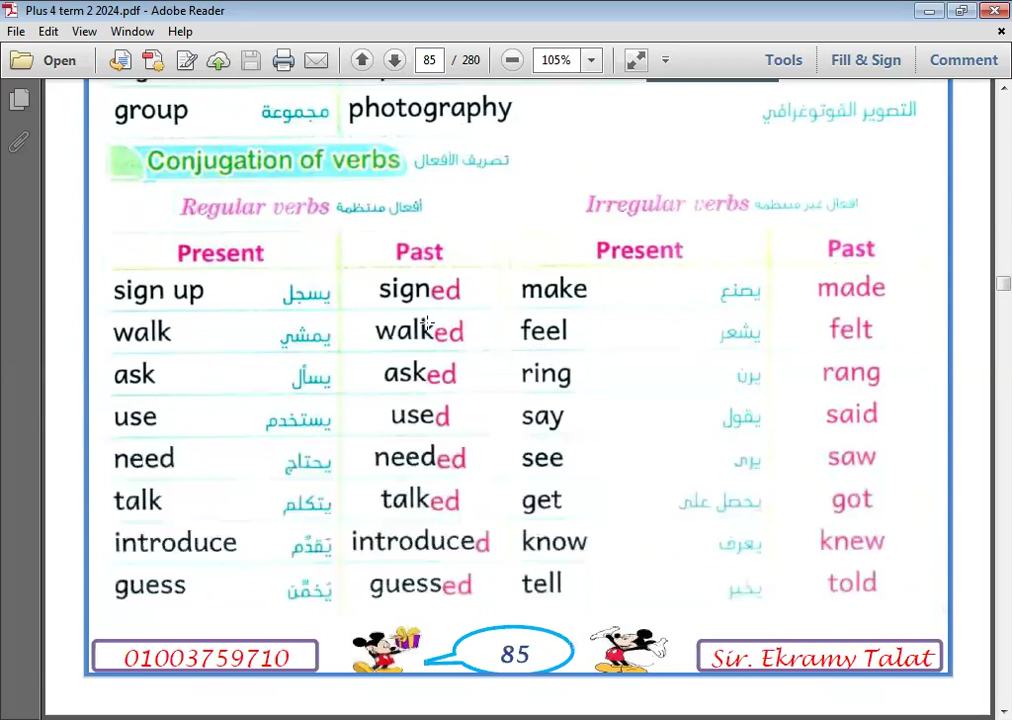 Plus 4 term 2 2024.pdf - Adobe Reader
File Edit View Window Help
Open 85 / 280 105% Tools Fill & Sign Comment
group مجموعة photography التصوير الفوتوغرافي
Conjugation of verbs تصريف الأفعال
Regular verbs أفعال منتظمة Irregular verbs افعال غير منتظمه
Present Past Present Past
sign up يسجل signed make يصنع made
walk يمشي walked feel يشعر felt
ask يسأل asked ring يرن rang
use يستخدم used say يقول said
need يحتاج needed see يرى saw
talk يتكلم talked get يحصل على got
introduce يَقدِّم introduced know يعرف knew
guess يُخمِّن guessed tell يخبر told
01003759710 85 Sir. Ekramy Talat